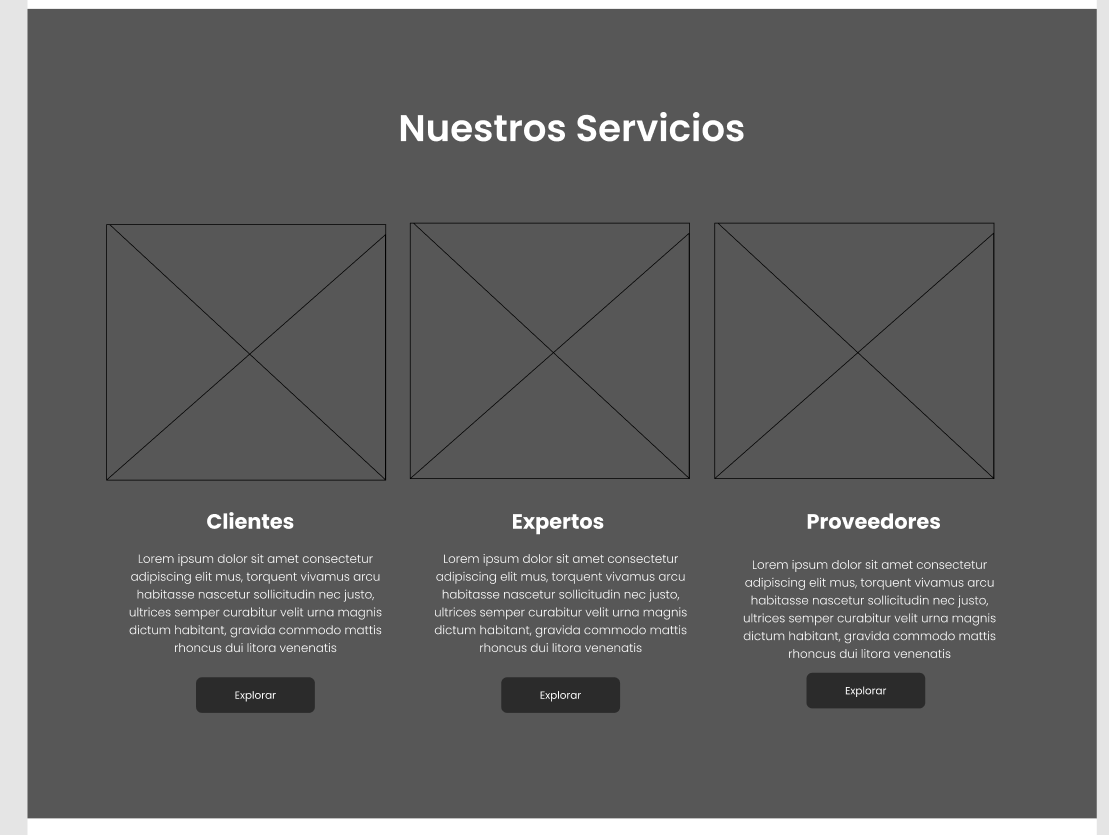 Nuestros Servicios
Clientes
Lorem ipsum dolor sit amet consectetur
adipiscing elit mus, torquent vivamus arcu
habitasse nascetur sollicitudin nec justo,
ultrices semper curabitur velit urna magnis
dictum habitant, gravida commodo mattis
rhoncus dui litora venenatis
Explorar
Expertos
Lorem ipsum dolor sit amet consectetur
adipiscing elit mus, torquent vivamus arcu
habitasse nascetur sollicitudin nec justo,
ultrices semper curabitur velit urna magnis
dictum habitant, gravida commodo mattis
rhoncus dui litora venenatis
Explorar
Proveedores
Lorem ipsum dolor sit amet consectetur
adipiscing elit mus, torquent vivamus arcu
habitasse nascetur sollicitudin nec justo,
ultrices semper curabitur velit urna magnis
dictum habitant, gravida commodo mattis
rhoncus dui litora venenatis
Explorar